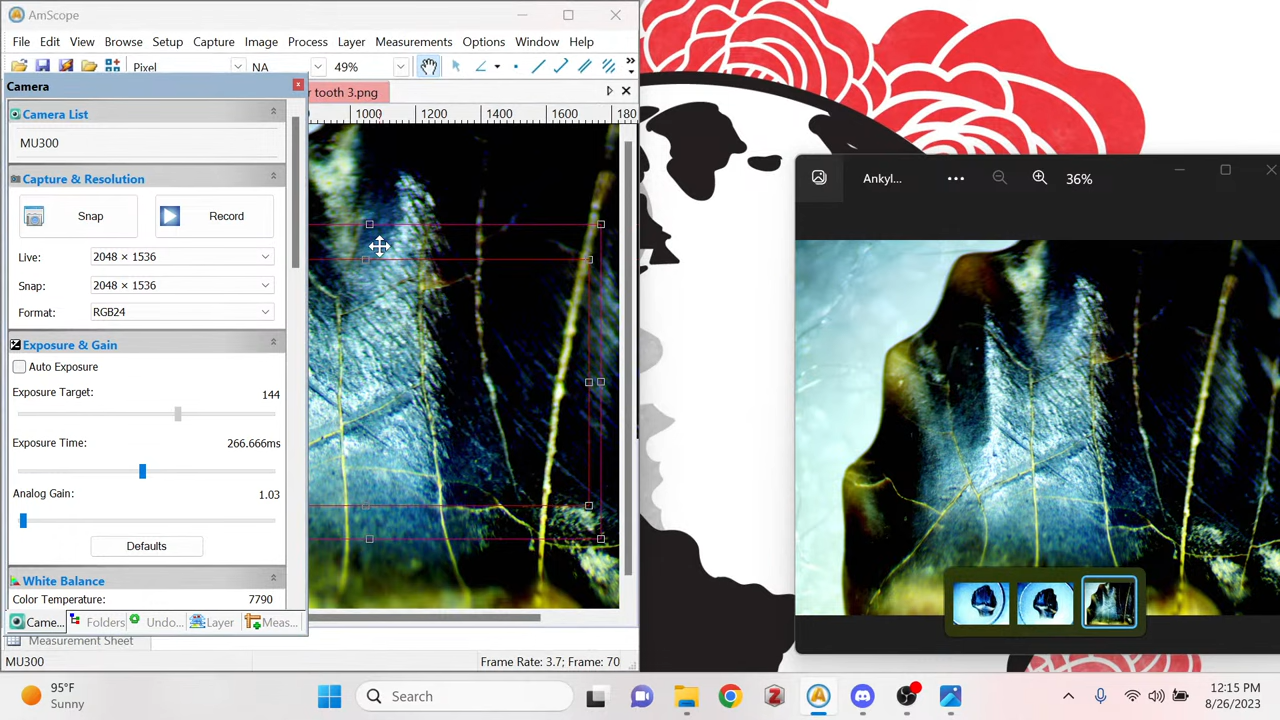 AmScope
File Edit View Browse Setup Capture Image Process Layer Measurements Options Window Help
Pixel NA 49%
Camera
r tooth 3.png
Camera List
1000 1200 1400 1600 180
MU300
Capture & Resolution
Snap Record
Live: 2048 × 1536
Snap: 2048 × 1536
Format: RGB24
Exposure & Gain
Auto Exposure
Exposure Target: 144
Exposure Time: 266.666ms
Analog Gain: 1.03
Defaults
White Balance
Color Temperature: 7790
Came... Folders Undo... Layer Meas...
Measurement Sheet
MU300 Frame Rate: 3.7; Frame: 70
Ankyl... 36%
95°F
Sunny
Search
12:15 PM
8/26/2023